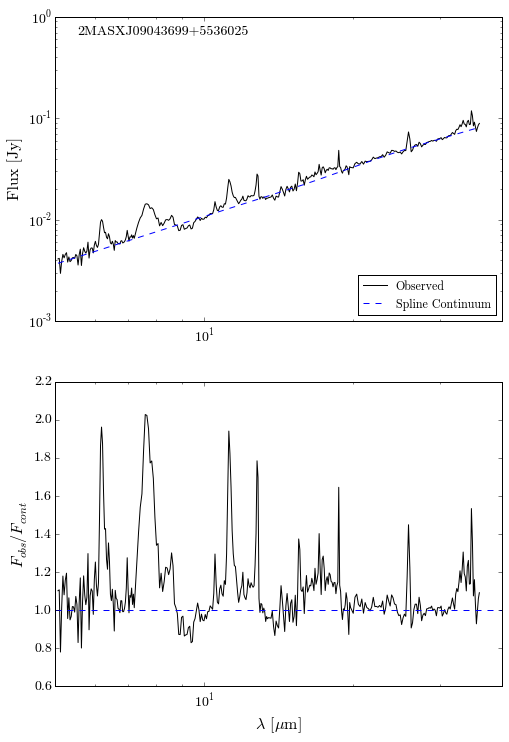 10^0
2MASXJ09043699+5536025
10^-1
Flux [Jy]
10^-2
Observed
Spline Continuum
10^-3
10^1
2.2
2.0
1.8
1.6
1.4
F_obs/F_cont
1.2
1.0
0.8
0.6
10^1
λ [μm]